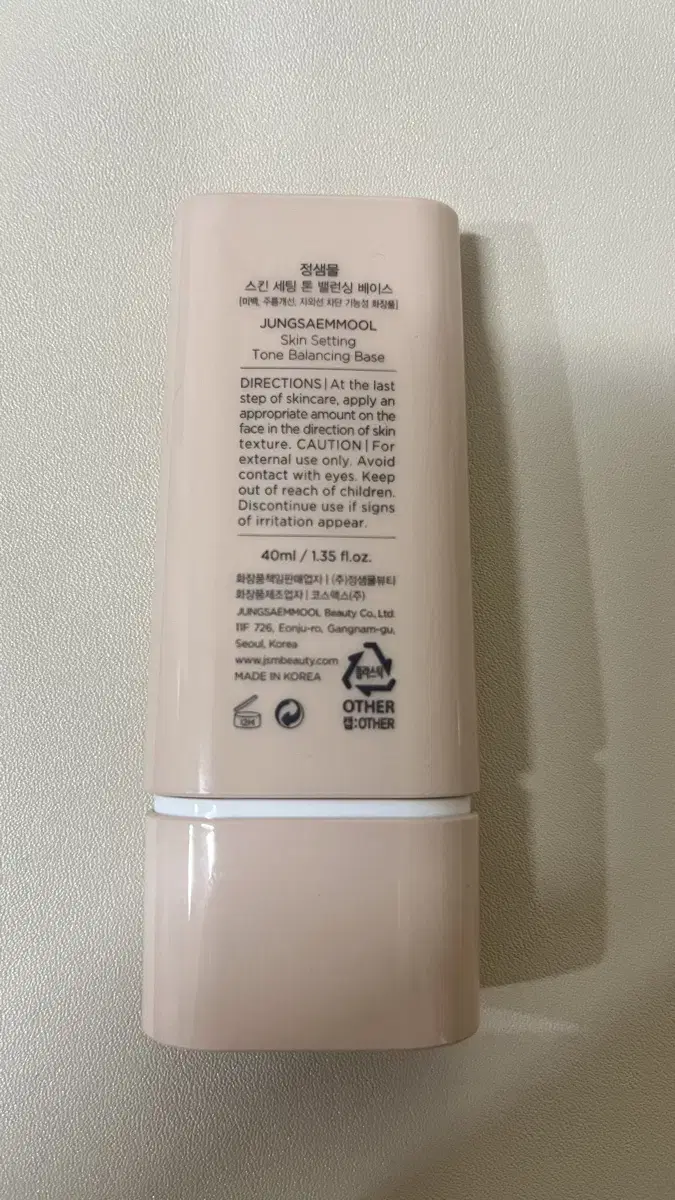 정샘물
스킨 세팅 톤 밸런싱 베이스
[미백, 주름개선, 자외선 차단 기능성 화장품]
JUNGSAEMMOOL
Skin Setting
Tone Balancing Base
DIRECTIONS | At the last
step of skincare, apply an
appropriate amount on the
face in the direction of skin
texture. CAUTION | For
external use only. Avoid
contact with eyes. Keep
out of reach of children.
Discontinue use if signs
of irritation appear.
40ml / 1.35 fl.oz.
화장품책임판매업자 | (주)정샘물뷰티
화장품제조업자 | 코스맥스(주)
JUNGSAEMMOOL Beauty Co., Ltd.
11F 726, Eonju-ro, Gangnam-gu,
Seoul, Korea
www.jsmbeauty.com
MADE IN KOREA
플라스틱
OTHER
캡:OTHER